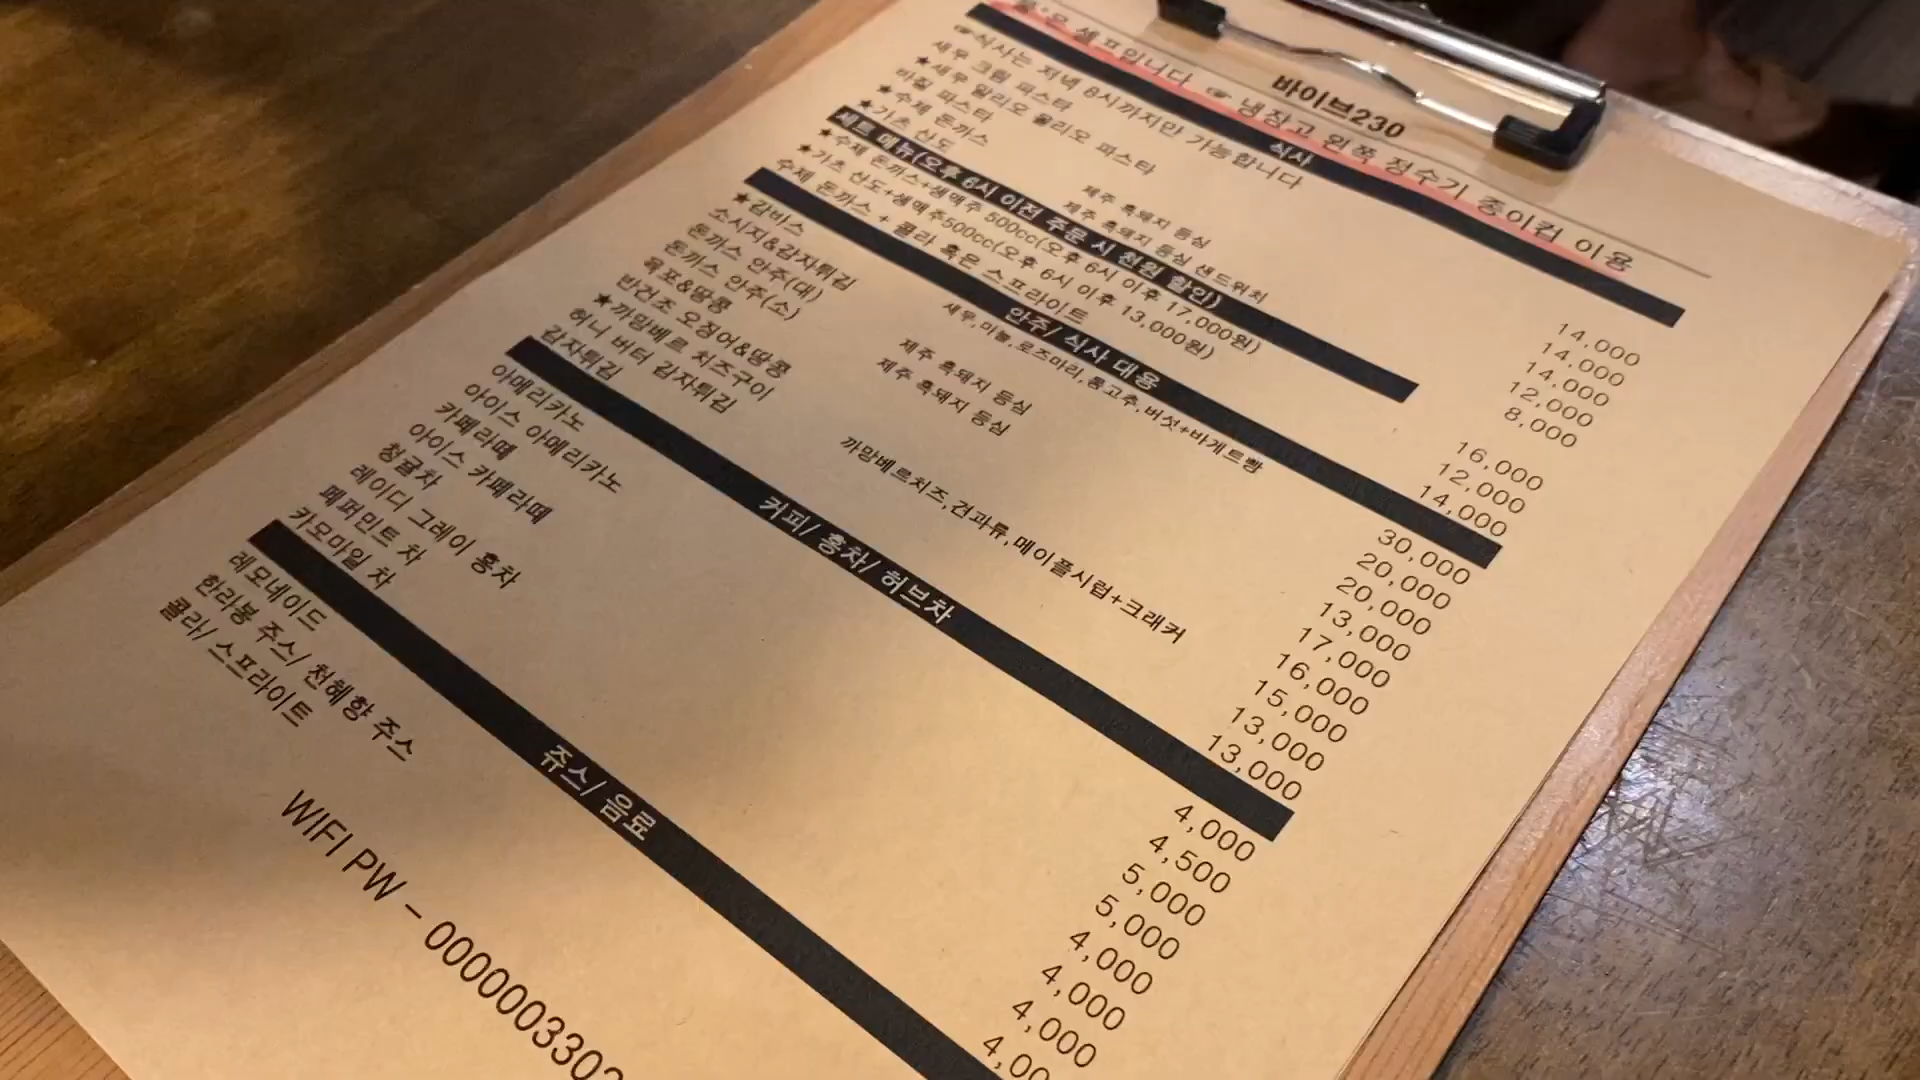 바이브230
물'은 셀프입니다 ☞ 냉장고 왼쪽 정수기 종이컵 이용
식사
☞식사는 저녁 8시까지만 가능합니다
새우 크림 파스타 14,000
★새우 알리오 올리오 파스타 14,000
바질 파스타 14,000
★수제 돈까스 제주 흑돼지 등심 12,000
★가츠 산도 제주 흑돼지 등심 샌드위치 8,000
세트 메뉴(오후 6시 이전 주문 시 천원 할인)
★수제 돈까스+생맥주 500cc(오후 6시 이후 17,000원) 16,000
★가츠 산도+생맥주500cc(오후 6시 이후 13,000원) 12,000
수제 돈까스 + 콜라 혹은 스프라이트 14,000
안주/ 식사 대용
★감바스 새우,마늘,로즈마리,홍고추,버섯+바게트빵 30,000
소시지&감자튀김 20,000
돈까스 안주(대) 제주 흑돼지 등심 20,000
돈까스 안주(소) 제주 흑돼지 등심 13,000
육포&땅콩 17,000
반건조 오징어&땅콩 16,000
★까망베르 치즈구이 까망베르치즈,견과류,메이플시럽+크래커 15,000
허니 버터 감자튀김 13,000
감자튀김 13,000
커피/ 홍차/ 허브차
아메리카노 4,000
아이스 아메리카노 4,500
카페라떼 5,000
아이스 카페라떼 5,000
청귤차 4,000
레이디 그레이 홍차 4,000
페퍼민트 차 4,000
카모마일 차
쥬스/ 음료
레모네이드
한라봉 주스/ 천혜향 주스
콜라/ 스프라이트
WIFI PW –